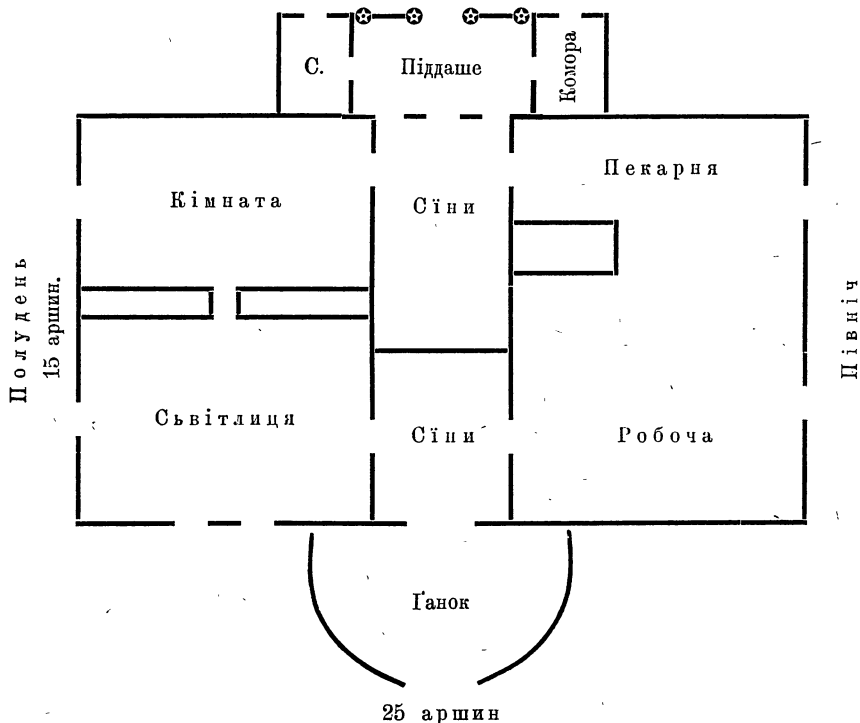 С.
Піддаше
Комора
Кімната
Сїни
Пекарня
Полудень
15 аршин.
Північ
Сьвітлиця
Сїни
Робоча
Ґанок
25 аршин